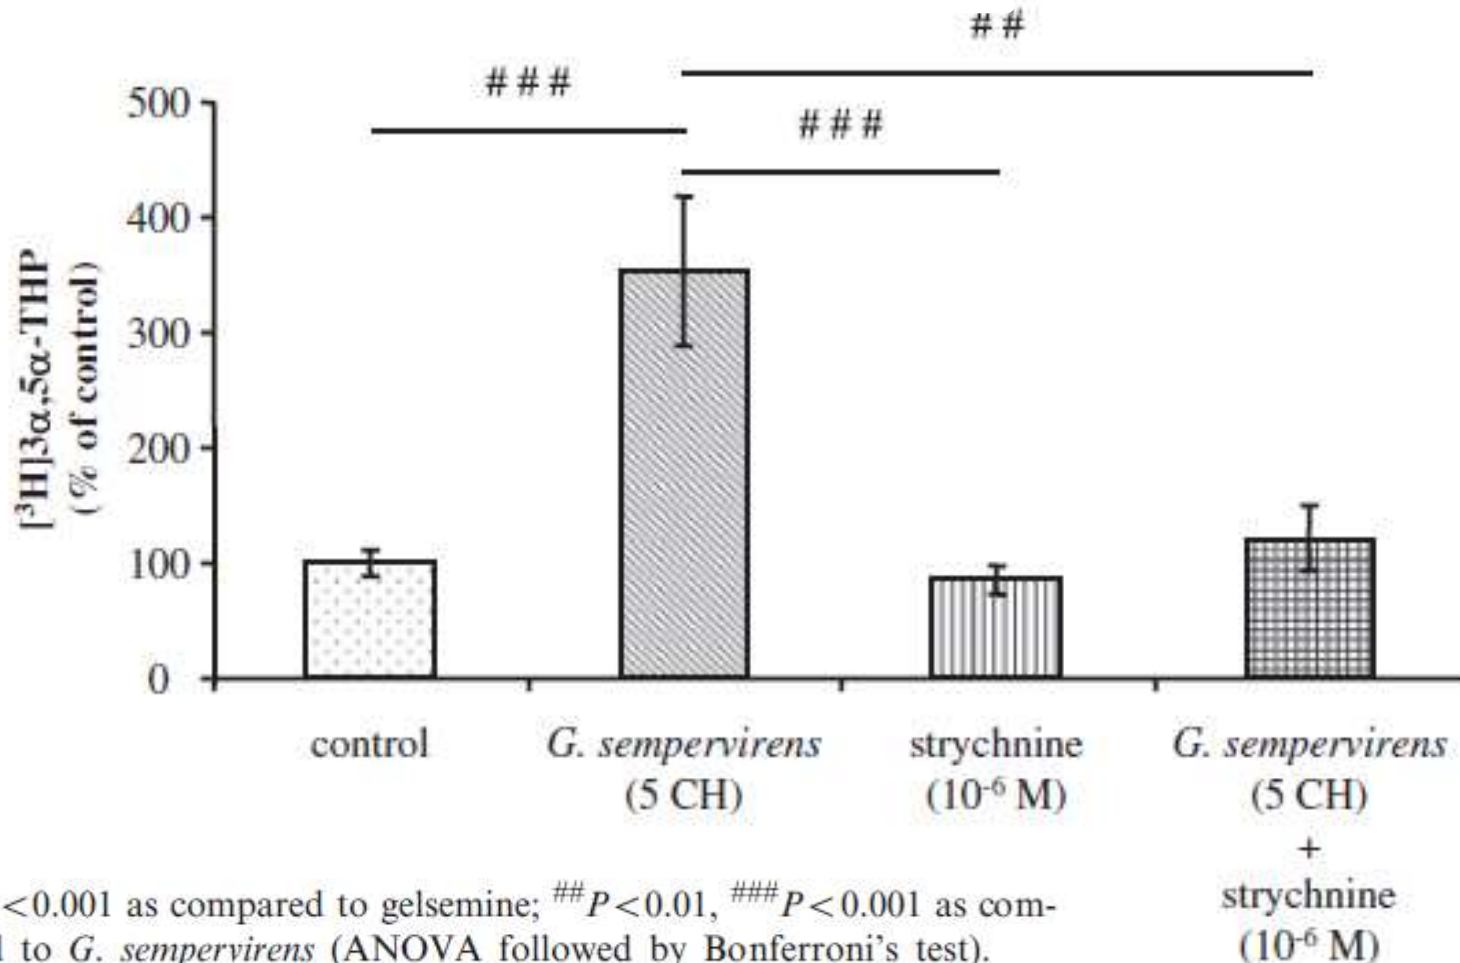 ##
###
###
500
400
300
200
100
0
[³H]3α,5α-THP
(% of control)
control
G. sempervirens
(5 CH)
strychnine
(10⁻⁶ M)
G. sempervirens
(5 CH)
+
strychnine
(10⁻⁶ M)
<0.001 as compared to gelsemine; ##P<0.01, ###P<0.001 as com-
to G. sempervirens (ANOVA followed by Bonferroni's test).